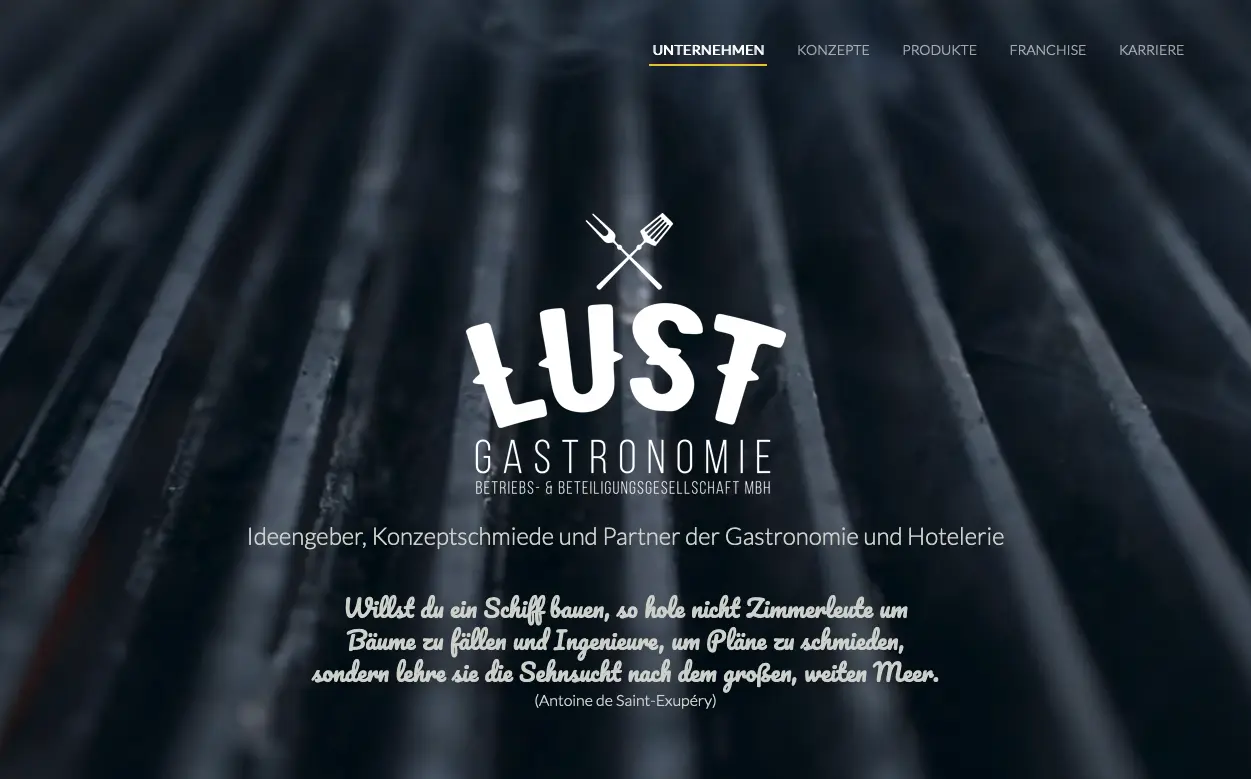 UNTERNEHMEN KONZEPTE PRODUKTE FRANCHISE KARRIERE
LUST
GASTRONOMIE
BETRIEBS- & BETEILIGUNGSGESELLSCHAFT MBH
Ideengeber, Konzeptschmiede und Partner der Gastronomie und Hotelerie
Willst du ein Schiff bauen, so hole nicht Zimmerleute um
Bäume zu fällen und Ingenieure, um Pläne zu schmieden,
sondern lehre sie die Sehnsucht nach dem großen, weiten Meer.
(Antoine de Saint-Exupéry)